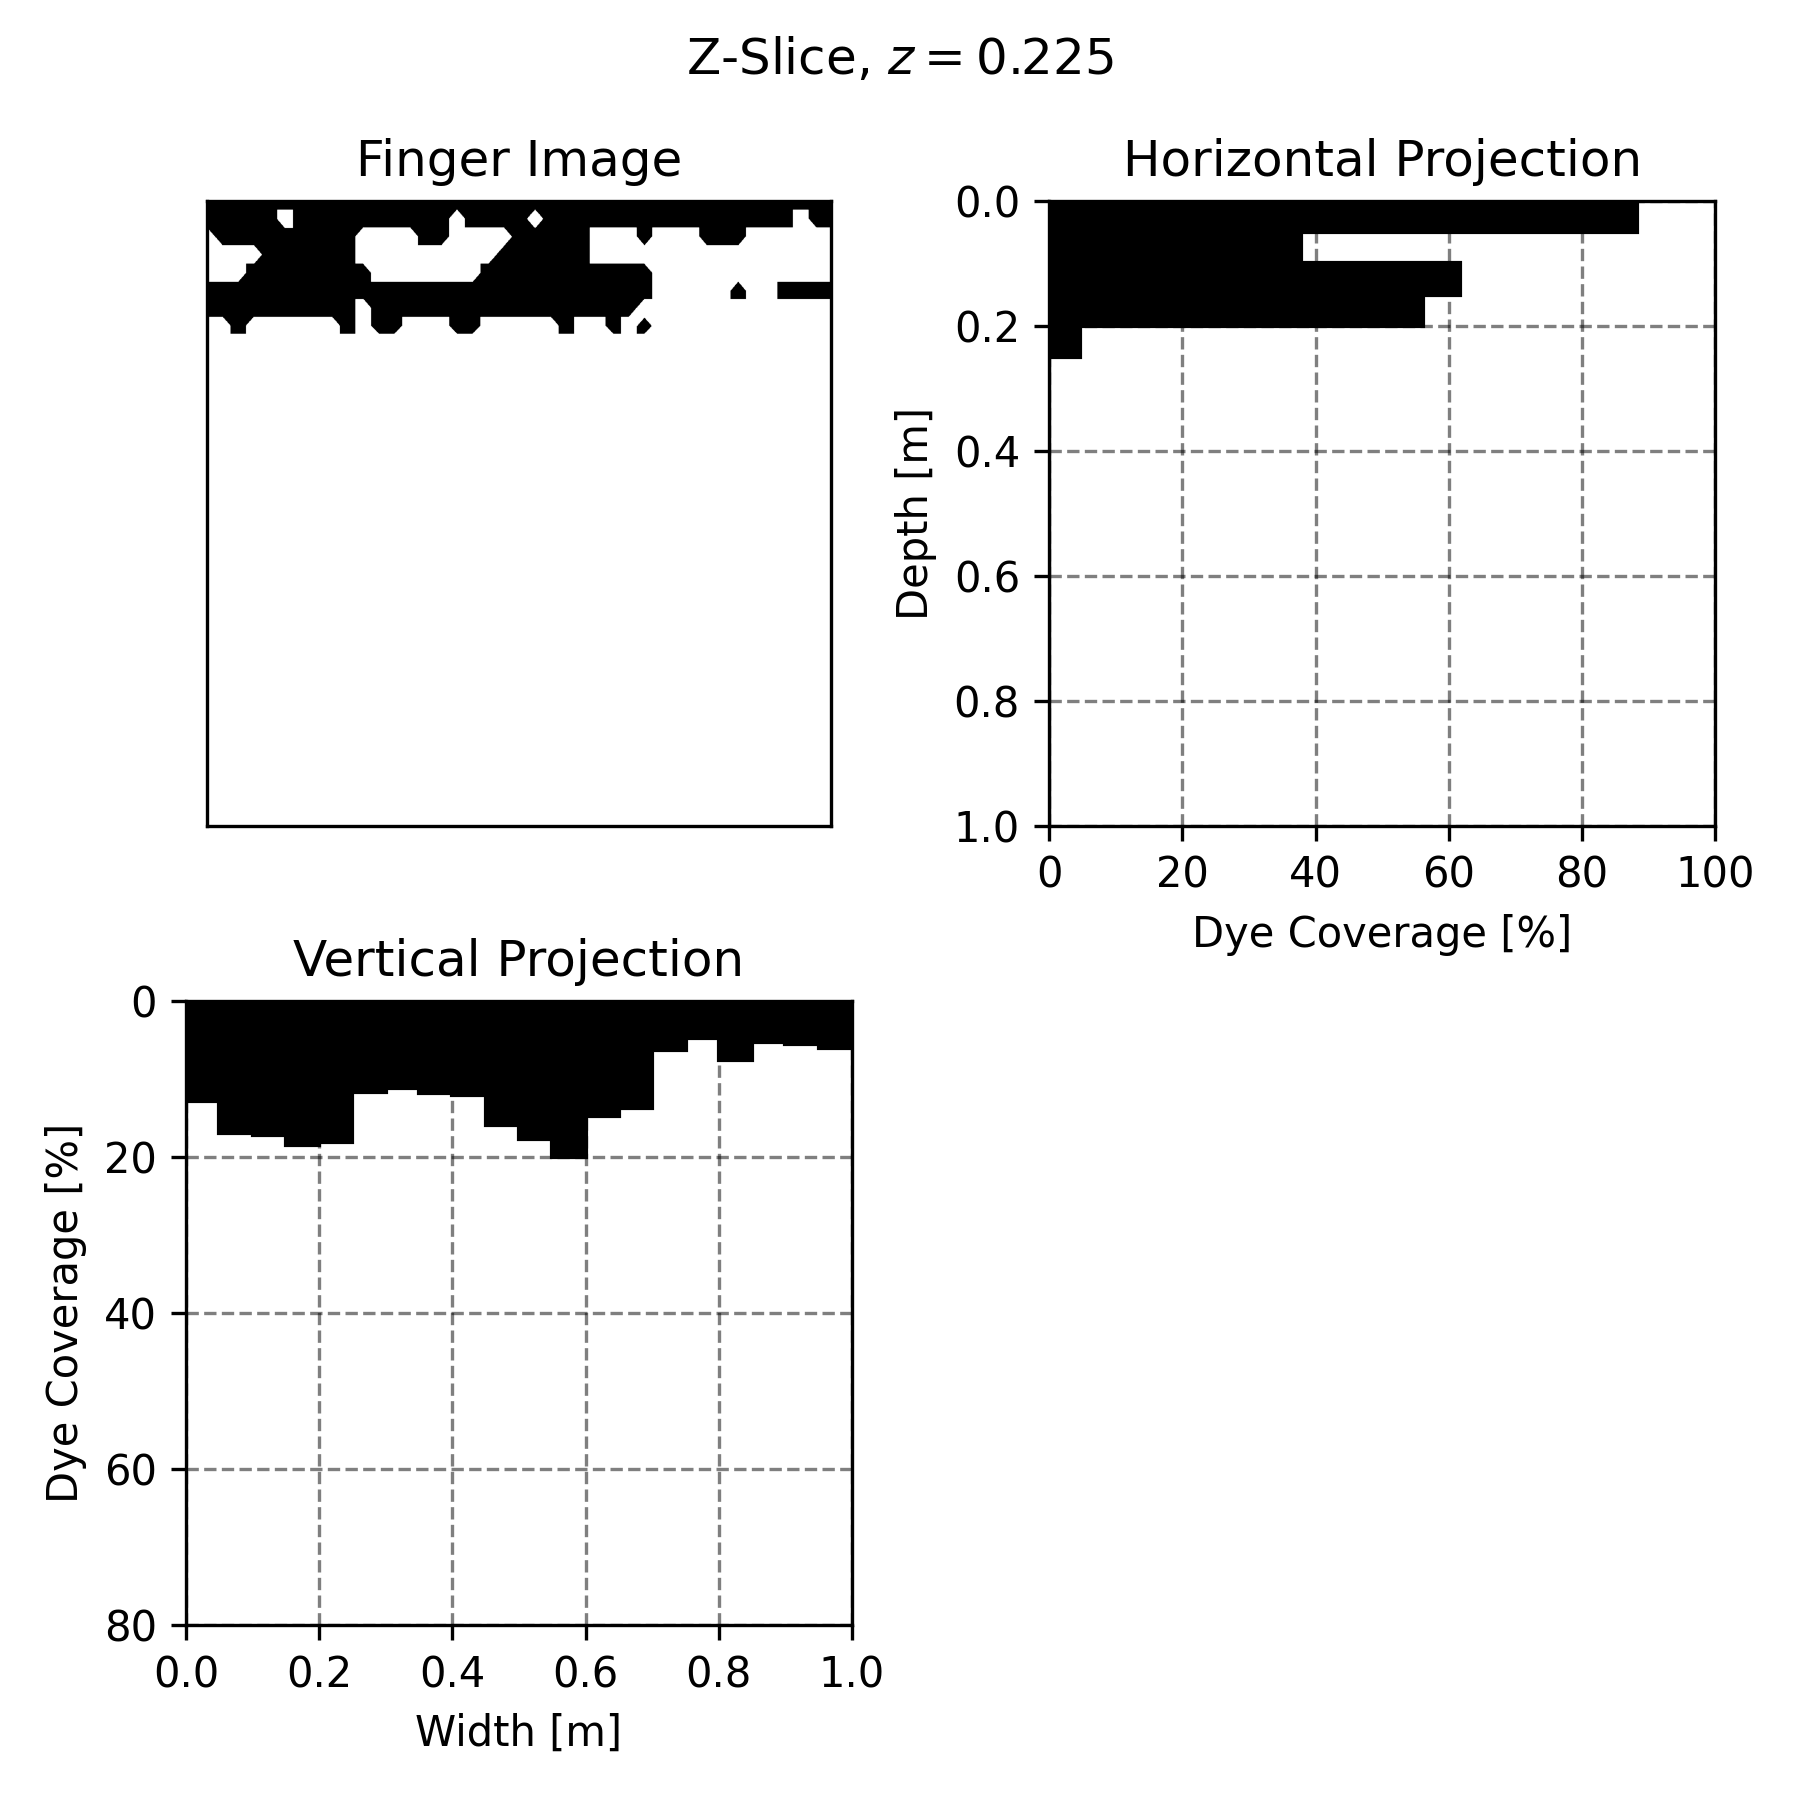 Z-Slice, z = 0.225
Finger Image
Horizontal Projection
0.0
0.2
0.4
0.6
0.8
1.0
Depth [m]
0 20 40 60 80 100
Dye Coverage [%]
Vertical Projection
0
20
40
60
80
Dye Coverage [%]
0.0 0.2 0.4 0.6 0.8 1.0
Width [m]